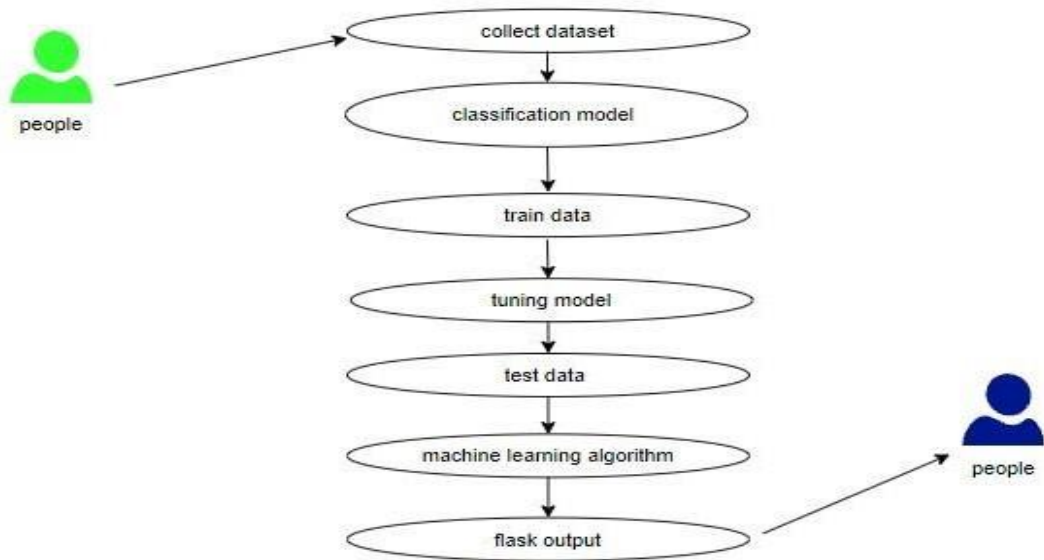 collect dataset
people
classification model
train data
tuning model
test data
machine learning algorithm
people
flask output